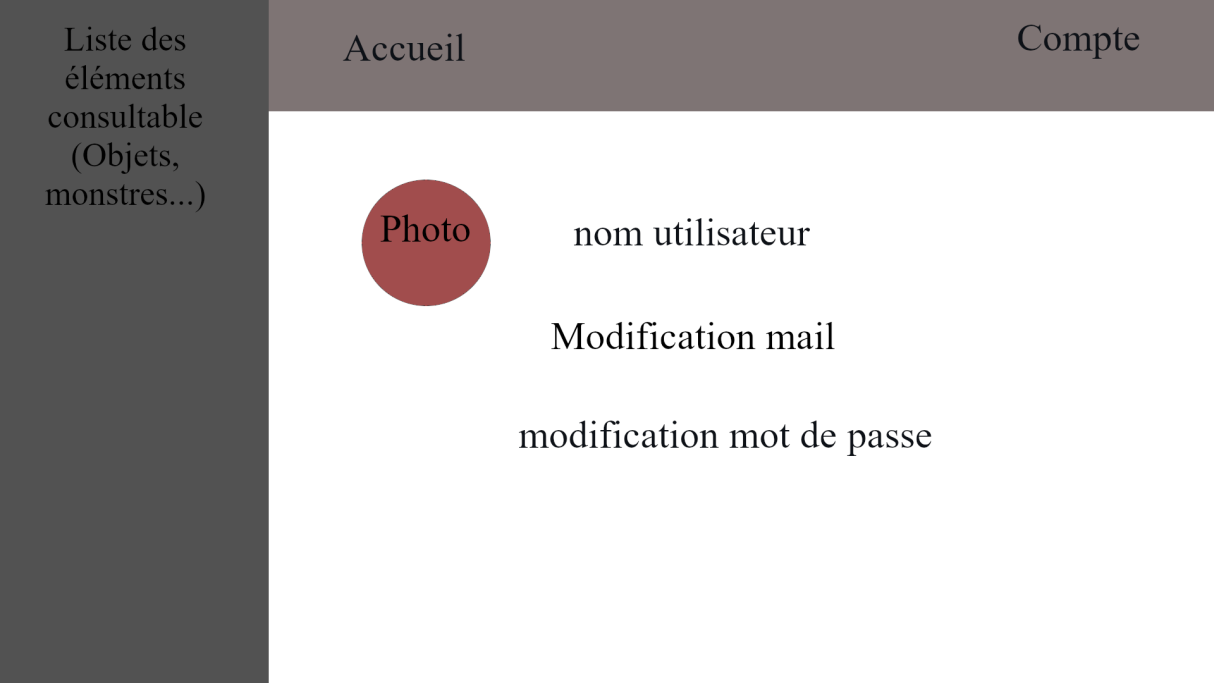 Liste des
éléments
consultable
(Objets,
monstres...)
Accueil
Compte
Photo
nom utilisateur
Modification mail
modification mot de passe